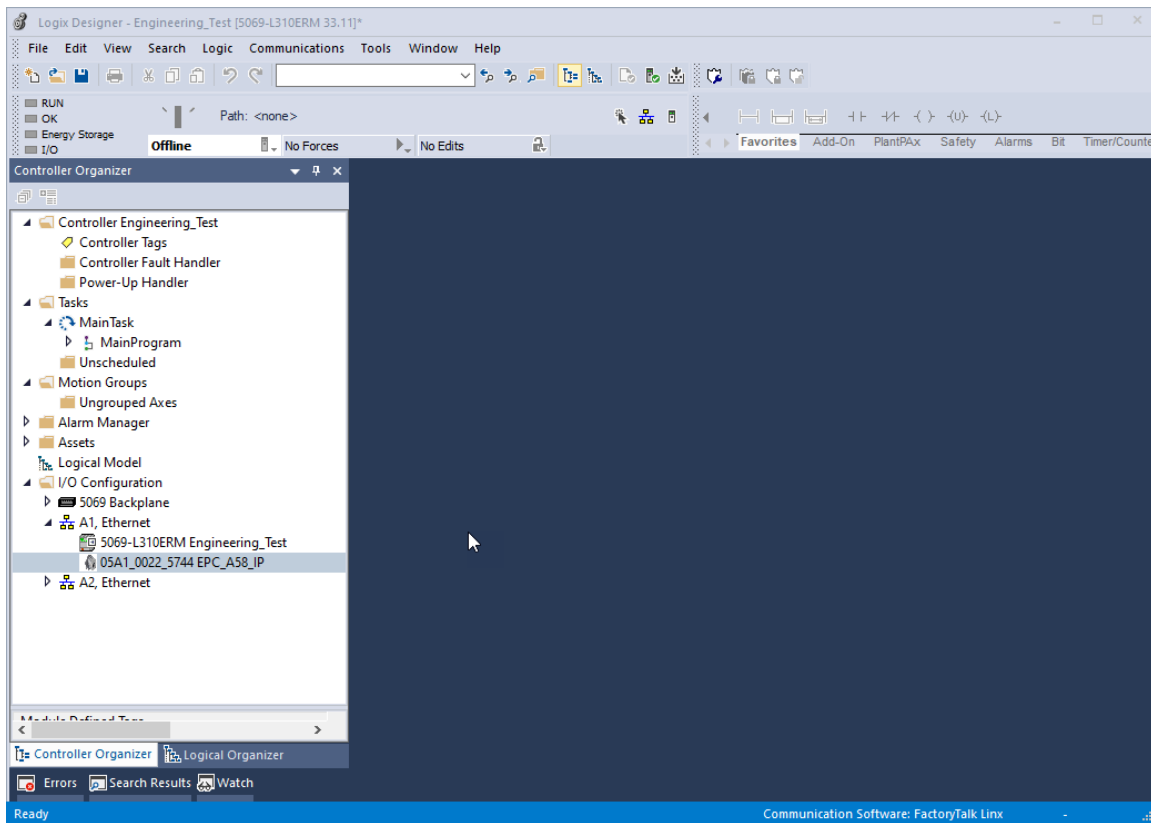 Logix Designer - Engineering_Test [5069-L310ERM 33.11]*
File Edit View Search Logic Communications Tools Window Help
RUN
OK
Energy Storage
I/O
Path: <none>
Offline
No Forces
No Edits
Favorites Add-On PlantPAx Safety Alarms Bit Timer/Counte
Controller Organizer
Controller Engineering_Test
Controller Tags
Controller Fault Handler
Power-Up Handler
Tasks
MainTask
MainProgram
Unscheduled
Motion Groups
Ungrouped Axes
Alarm Manager
Assets
Logical Model
I/O Configuration
5069 Backplane
A1, Ethernet
5069-L310ERM Engineering_Test
05A1_0022_5744 EPC_A58_IP
A2, Ethernet
Module Defined Tags
Controller Organizer Logical Organizer
Errors Search Results Watch
Ready Communication Software: FactoryTalk Linx -